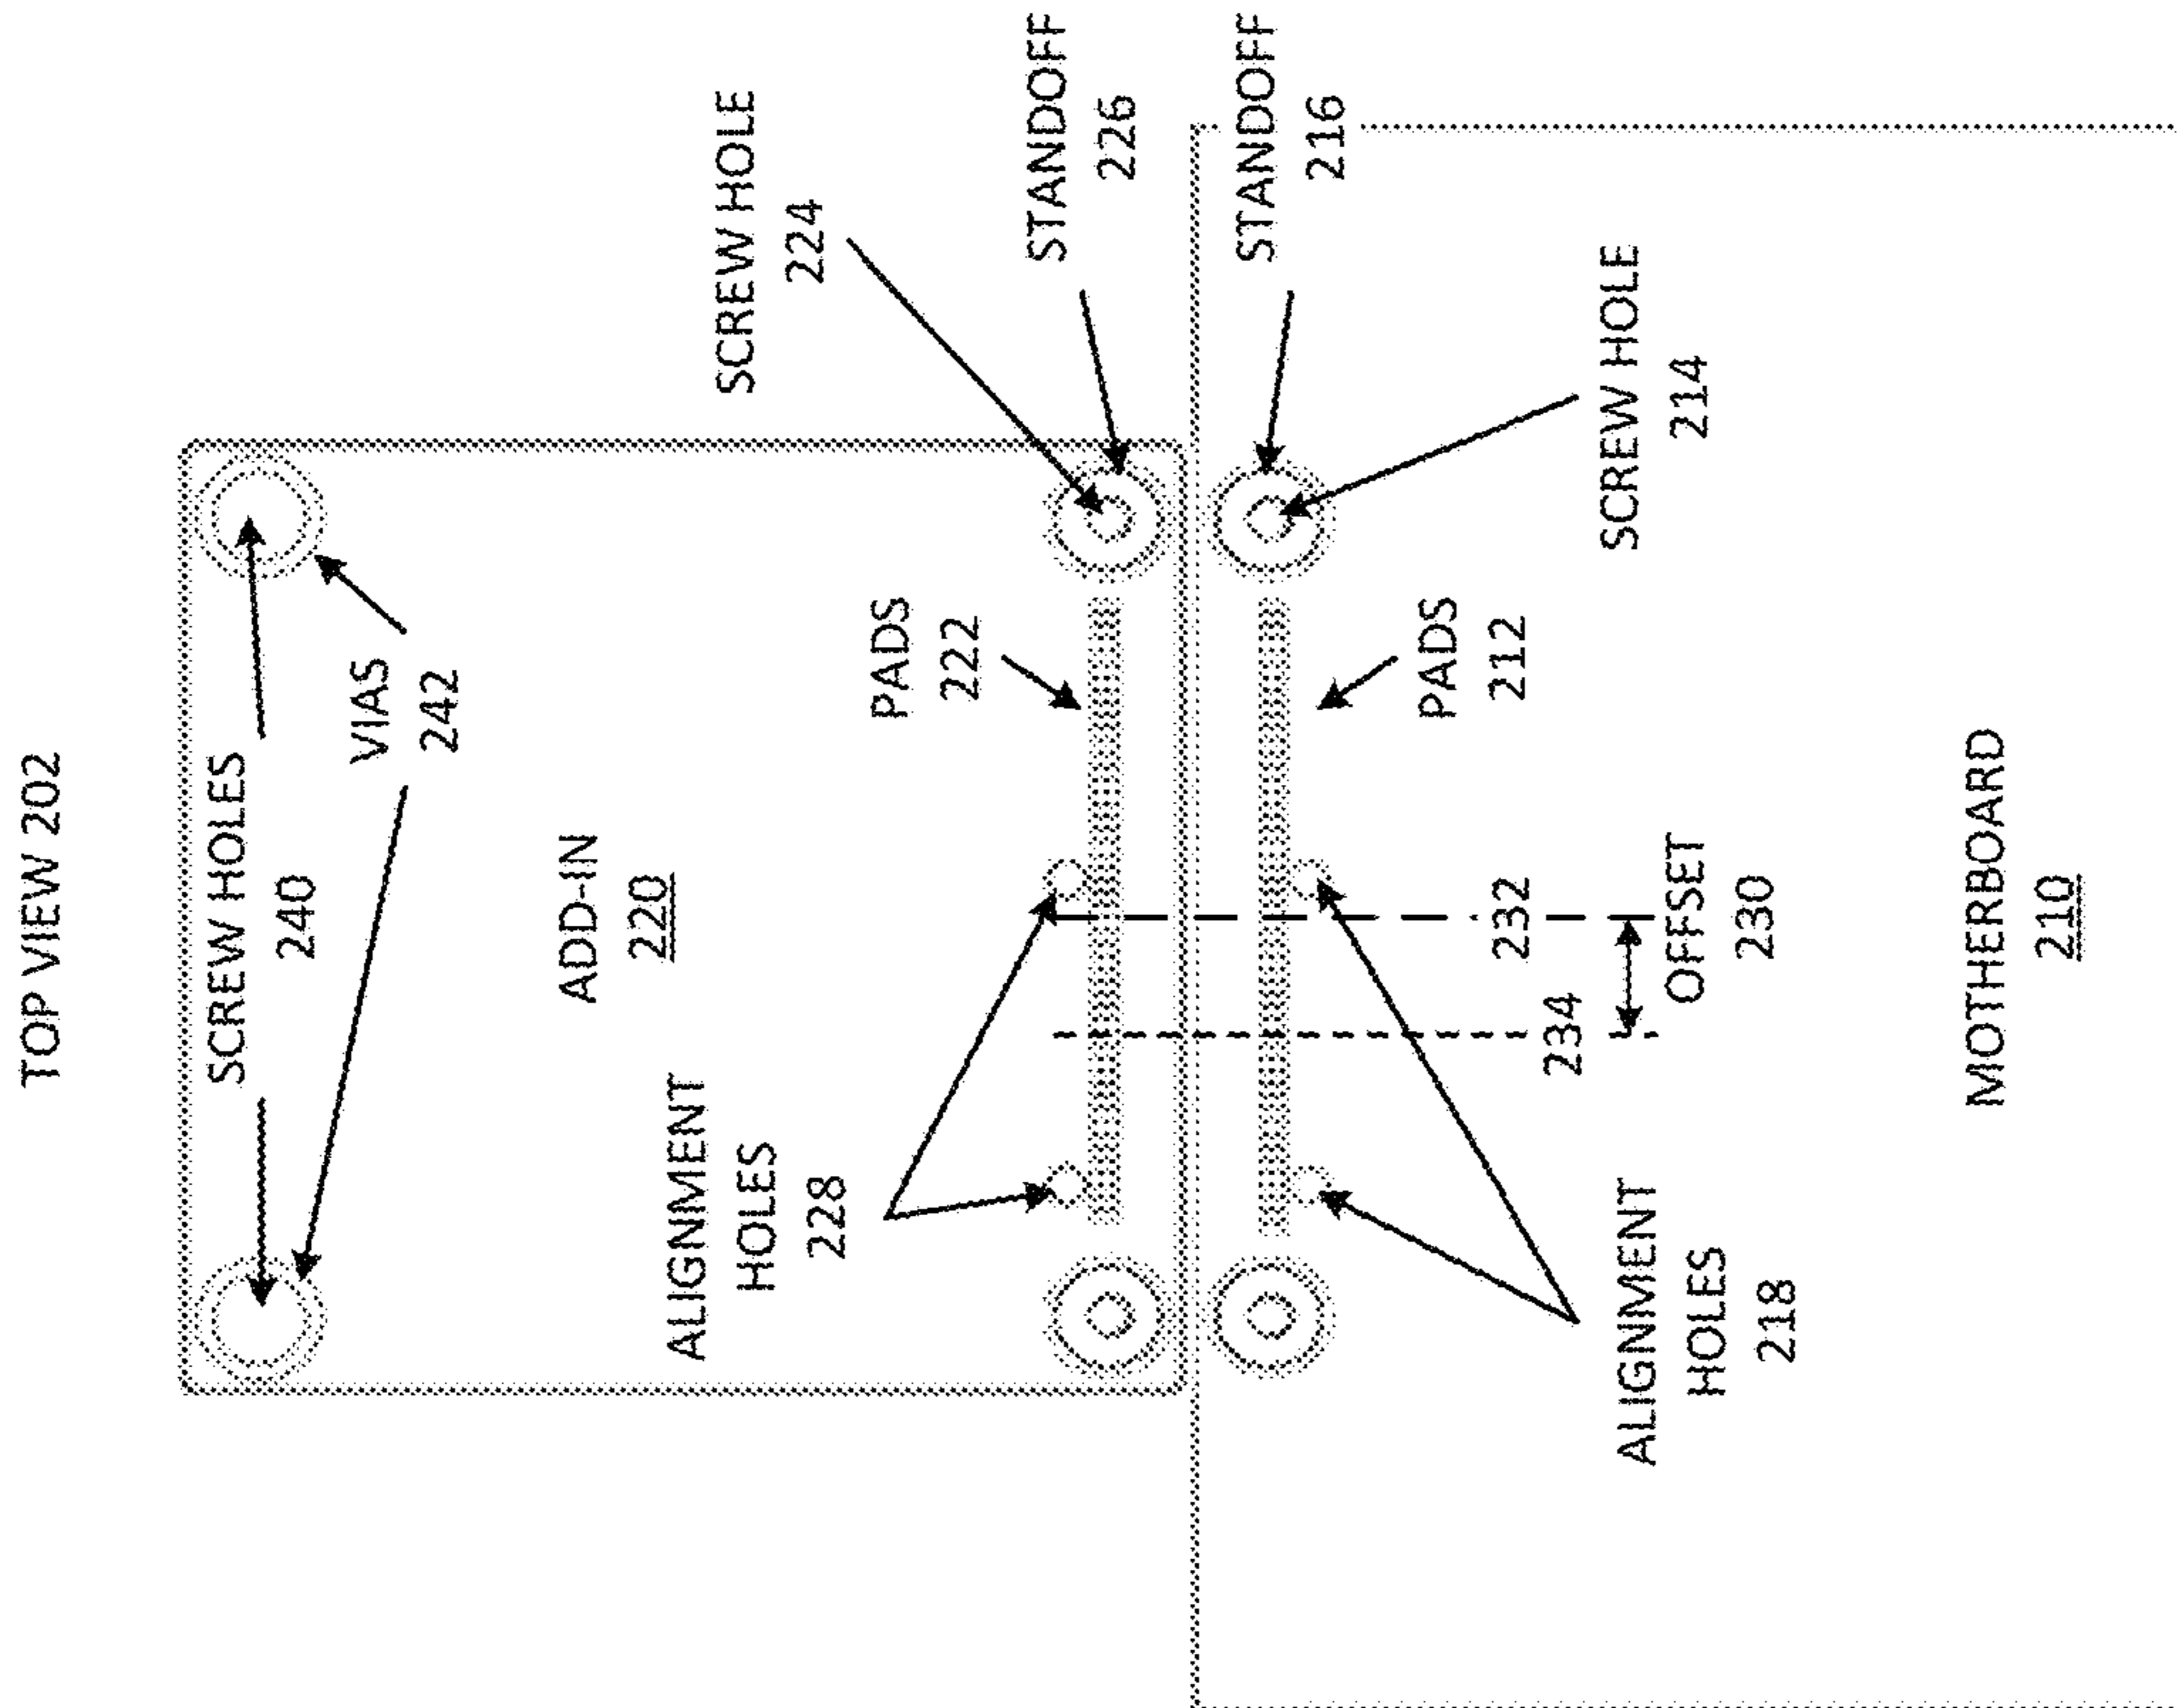 TOP VIEW 202
SCREW HOLES
240
VIAS
242
ADD-IN
220
ALIGNMENT
HOLES
228
PADS
222
SCREW HOLE
224
STANDOFF
226
STANDOFF
216
PADS
212
232
234
OFFSET
230
SCREW HOLE
214
ALIGNMENT
HOLES
218
MOTHERBOARD
210